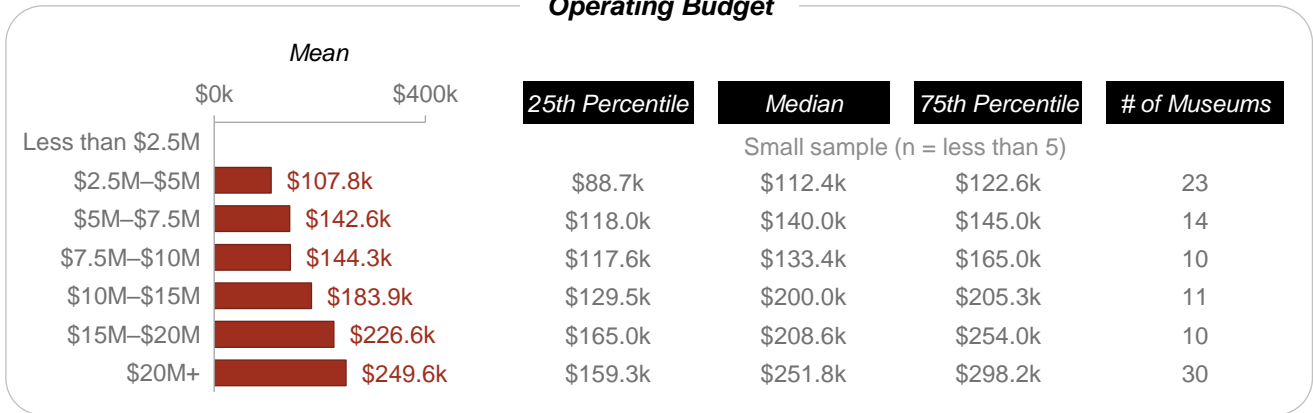 Operating Budget
Mean
$0k $400k 25th Percentile Median 75th Percentile # of Museums
Less than $2.5M Small sample (n = less than 5)
$2.5M–$5M $107.8k $88.7k $112.4k $122.6k 23
$5M–$7.5M $142.6k $118.0k $140.0k $145.0k 14
$7.5M–$10M $144.3k $117.6k $133.4k $165.0k 10
$10M–$15M $183.9k $129.5k $200.0k $205.3k 11
$15M–$20M $226.6k $165.0k $208.6k $254.0k 10
$20M+ $249.6k $159.3k $251.8k $298.2k 30